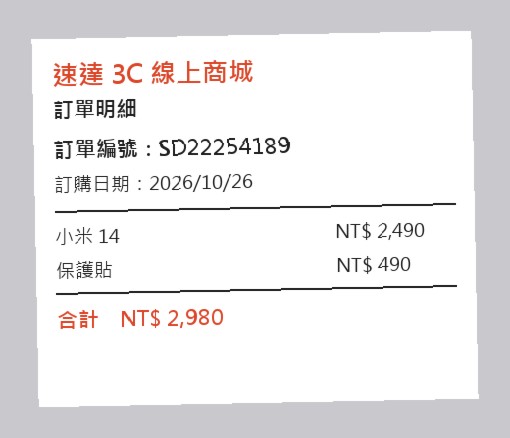 速達 3C 線上商城
訂單明細
訂單編號：SD22254189
訂購日期：2026/10/26
小米 14 NT$ 2,490
保護貼 NT$ 490
合計 NT$ 2,980